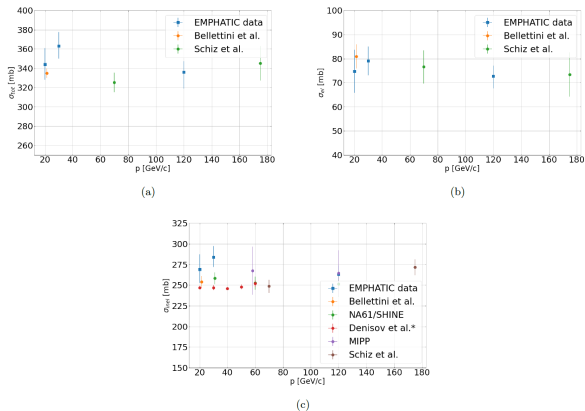 400
380
360
340
320
300
280
260
σtot [mb]
20
40
60
80
100
120
140
160
180
p [GeV/c]
EMPHATIC data
Bellettini et al.
Schiz et al.
(a)
100
90
80
70
60
50
40
σel [mb]
20
40
60
80
100
120
140
160
180
p [GeV/c]
EMPHATIC data
Bellettini et al.
Schiz et al.
(b)
325
300
275
250
225
200
175
150
σinel [mb]
20
40
60
80
100
120
140
160
180
p [GeV/c]
EMPHATIC data
Bellettini et al.
NA61/SHINE
Denisov et al.*
MIPP
Schiz et al.
(c)